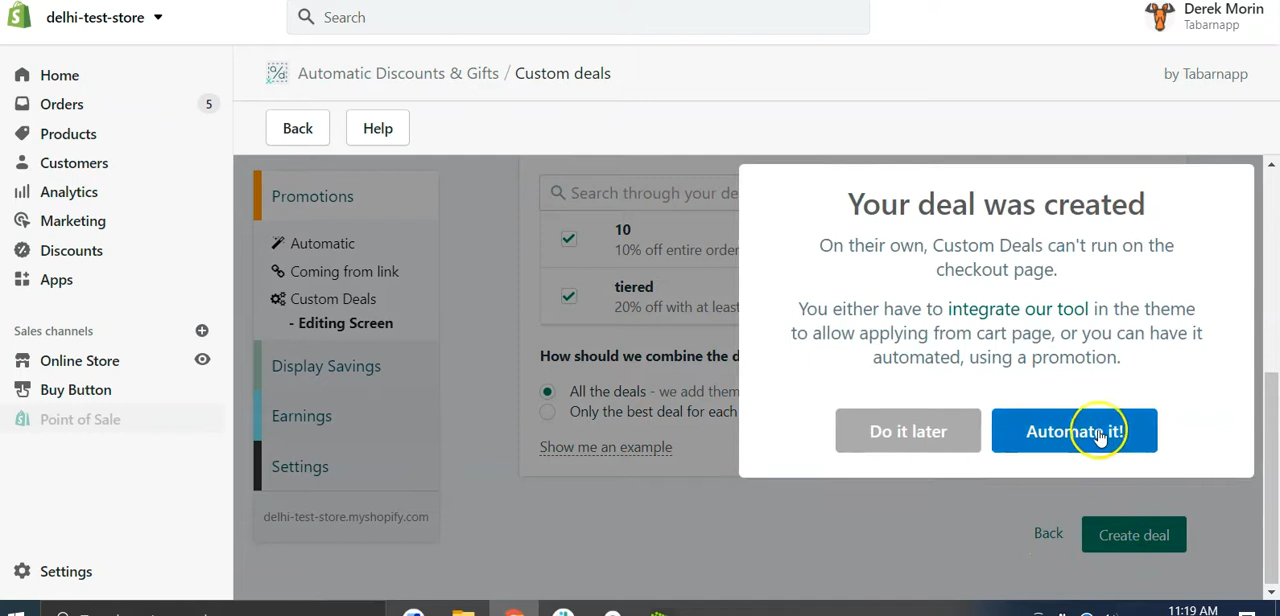 delhi-test-store
Search
Derek Morin
Tabarnapp
Home
Orders
5
Products
Customers
Analytics
Marketing
Discounts
Apps
Sales channels
Online Store
Buy Button
Point of Sale
Settings
Automatic Discounts & Gifts / Custom deals
by Tabarnapp
Back
Help
Promotions
Automatic
Coming from link
Custom Deals
- Editing Screen
Display Savings
Earnings
Settings
delhi-test-store.myshopify.com
Search through your de
10
10% off entire order
tiered
20% off with at least
How should we combine the d
All the deals - we add them
Only the best deal for each
Show me an example
Your deal was created
On their own, Custom Deals can't run on the
checkout page.
You either have to integrate our tool in the theme
to allow applying from cart page, or you can have it
automated, using a promotion.
Do it later
Automate it!
Back
Create deal
11:19 AM